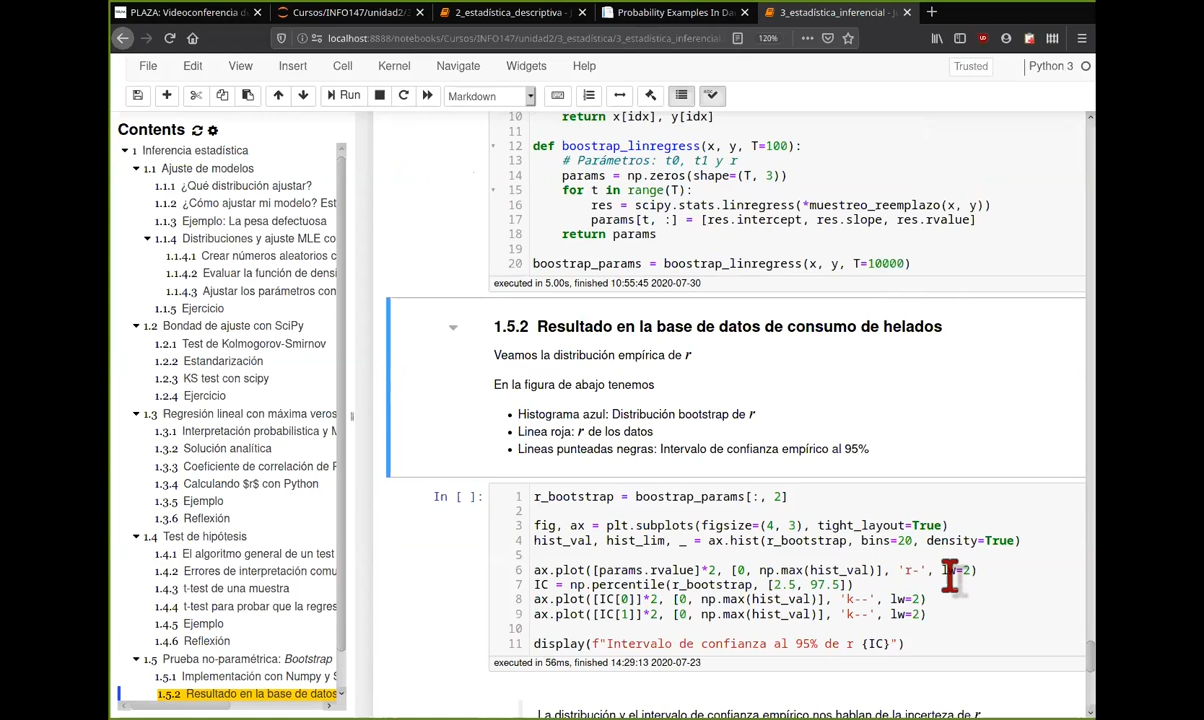 PLAZA: Videoconferencia de
Cursos/INFO147/unidad2/3_
2_estadística_descriptiva - J
Probability Examples In Da
3_estadística_inferencial - J
localhost:8888/notebooks/Cursos/INFO147/unidad2/3_estadística_inferencial/3_estadística_inferencial.
120%
File Edit View Insert Cell Kernel Navigate Widgets Help
Trusted
Python 3
Run
Markdown
Contents
1 Inferencia estadística
1.1 Ajuste de modelos
1.1.1 ¿Qué distribución ajustar?
1.1.2 ¿Cómo ajustar mi modelo? Est
1.1.3 Ejemplo: La pesa defectuosa
1.1.4 Distribuciones y ajuste MLE co
1.1.4.1 Crear números aleatorios c
1.1.4.2 Evaluar la función de densi
1.1.4.3 Ajustar los parámetros con
1.1.5 Ejercicio
1.2 Bondad de ajuste con SciPy
1.2.1 Test de Kolmogorov-Smirnov
1.2.2 Estandarización
1.2.3 KS test con scipy
1.2.4 Ejercicio
1.3 Regresión lineal con máxima veros
1.3.1 Interpretación probabilística y M
1.3.2 Solución analítica
1.3.3 Coeficiente de correlación de P
1.3.4 Calculando $r$ con Python
1.3.5 Ejemplo
1.3.6 Reflexión
1.4 Test de hipótesis
1.4.1 El algoritmo general de un test
1.4.2 Errores de interpretación comu
1.4.3 t-test de una muestra
1.4.4 t-test para probar que la regres
1.4.5 Ejemplo
1.4.6 Reflexión
1.5 Prueba no-paramétrica: Bootstrap
1.5.1 Implementación con Numpy y S
1.5.2 Resultado en la base de datos
10 return x[idx], y[idx]
11
12 def boostrap_linregress(x, y, T=100):
13 # Parámetros: t0, t1 y r
14 params = np.zeros(shape=(T, 3))
15 for t in range(T):
16 res = scipy.stats.linregress(*muestreo_reemplazo(x, y))
17 params[t, :] = [res.intercept, res.slope, res.rvalue]
18 return params
19
20 boostrap_params = boostrap_linregress(x, y, T=10000)
executed in 5.00s, finished 10:55:45 2020-07-30
1.5.2 Resultado en la base de datos de consumo de helados
Veamos la distribución empírica de r
En la figura de abajo tenemos
• Histograma azul: Distribución bootstrap de r
• Linea roja: r de los datos
• Lineas punteadas negras: Intervalo de confianza empírico al 95%
In [ ]:
1 r_bootstrap = boostrap_params[:, 2]
2
3 fig, ax = plt.subplots(figsize=(4, 3), tight_layout=True)
4 hist_val, hist_lim, _ = ax.hist(r_bootstrap, bins=20, density=True)
5
6 ax.plot([params.rvalue]*2, [0, np.max(hist_val)], 'r-', lw=2)
7 IC = np.percentile(r_bootstrap, [2.5, 97.5])
8 ax.plot([IC[0]]*2, [0, np.max(hist_val)], 'k--', lw=2)
9 ax.plot([IC[1]]*2, [0, np.max(hist_val)], 'k--', lw=2)
10
11 display(f"Intervalo de confianza al 95% de r {IC}")
executed in 56ms, finished 14:29:13 2020-07-23
La distribución y el intervalo de confianza empírico nos hablan de la incerteza de r